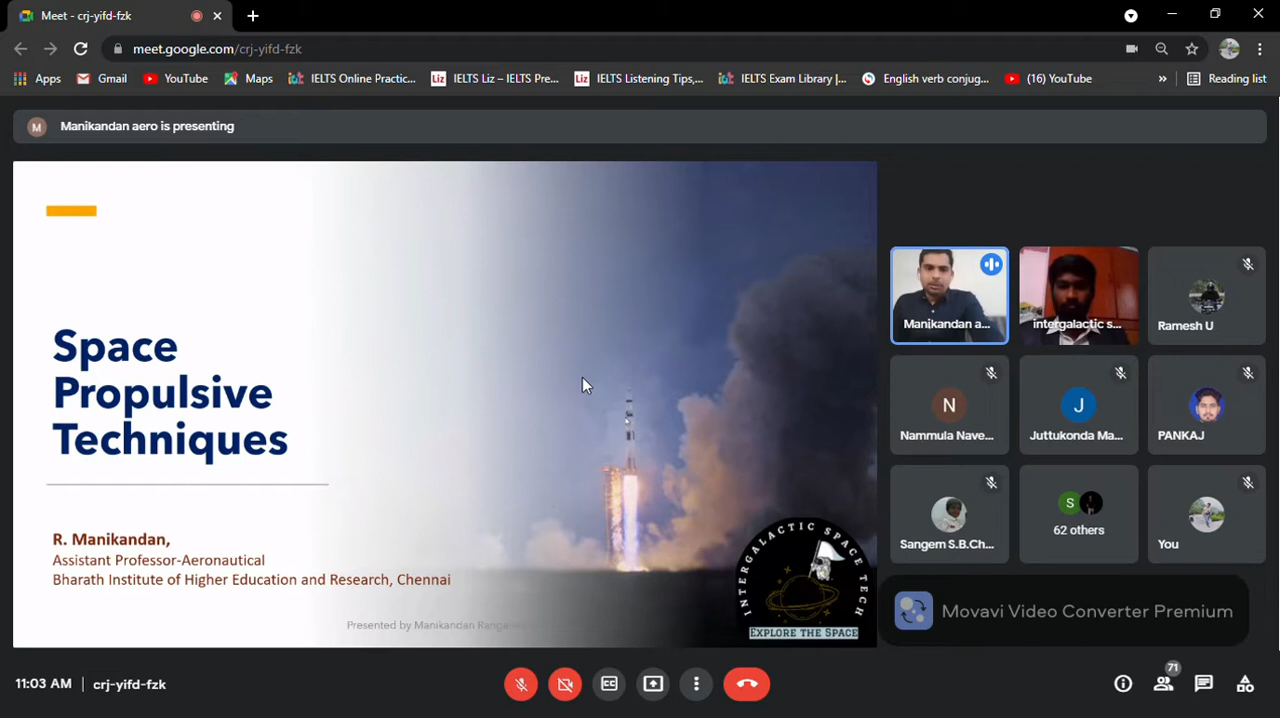 Meet - crj-yifd-fzk
meet.google.com/crj-yifd-fzk
Apps Gmail YouTube Maps IELTS Online Practic... Liz IELTS Liz – IELTS Pre... Liz IELTS Listening Tips,... IELTS Exam Library |... English verb conjug... (16) YouTube » Reading list
M Manikandan aero is presenting
Space
Propulsive
Techniques
R. Manikandan,
Assistant Professor-Aeronautical
Bharath Institute of Higher Education and Research, Chennai
Presented by Manikandan
INTERGALACTIC SPACE TECH
EXPLORE THE SPACE
Manikandan a...
intergalactic s...
Ramesh U
N
Nammula Nave...
J
Juttukonda Ma...
PANKAJ
Sangem S.B.Ch...
S
62 others
You
Movavi Video Converter Premium
11:03 AM | crj-yifd-fzk
CC
71